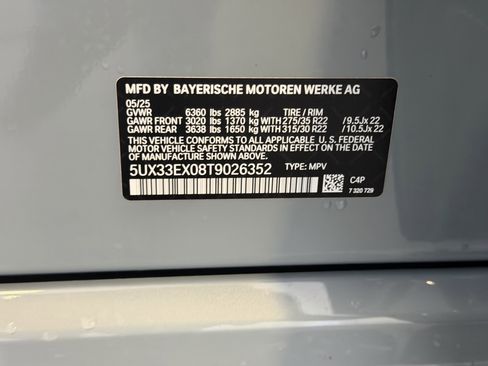 MFD BY BAYERISCHE MOTOREN WERKE AG
05/25
GVWR 6360 lbs 2885 kg TIRE / RIM
GAWR FRONT 3020 lbs 1370 kg WITH 275/35 R22 / 9.5Jx 22
GAWR REAR 3638 lbs 1650 kg WITH 315/30 R22 / 10.5Jx 22
THIS VEHICLE CONFORMS TO ALL APPLICABLE U.S. FEDERAL
MOTOR VEHICLE SAFETY STANDARDS IN EFFECT ON THE DATE OF
MANUFACTURE SHOWN ABOVE.
5UX33EX08T9026352 TYPE: MPV
C4P
7 320 729